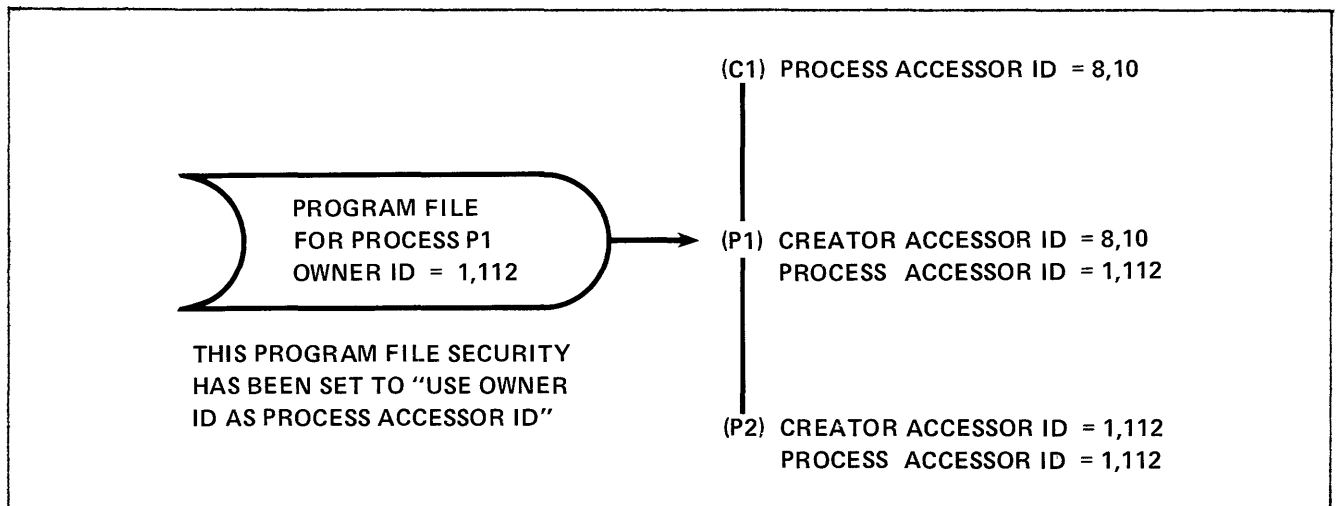 (C1) PROCESS ACCESSOR ID = 8,10
PROGRAM FILE
FOR PROCESS P1
OWNER ID = 1,112
(P1) CREATOR ACCESSOR ID = 8,10
PROCESS ACCESSOR ID = 1,112
THIS PROGRAM FILE SECURITY
HAS BEEN SET TO "USE OWNER
ID AS PROCESS ACCESSOR ID"
(P2) CREATOR ACCESSOR ID = 1,112
PROCESS ACCESSOR ID = 1,112